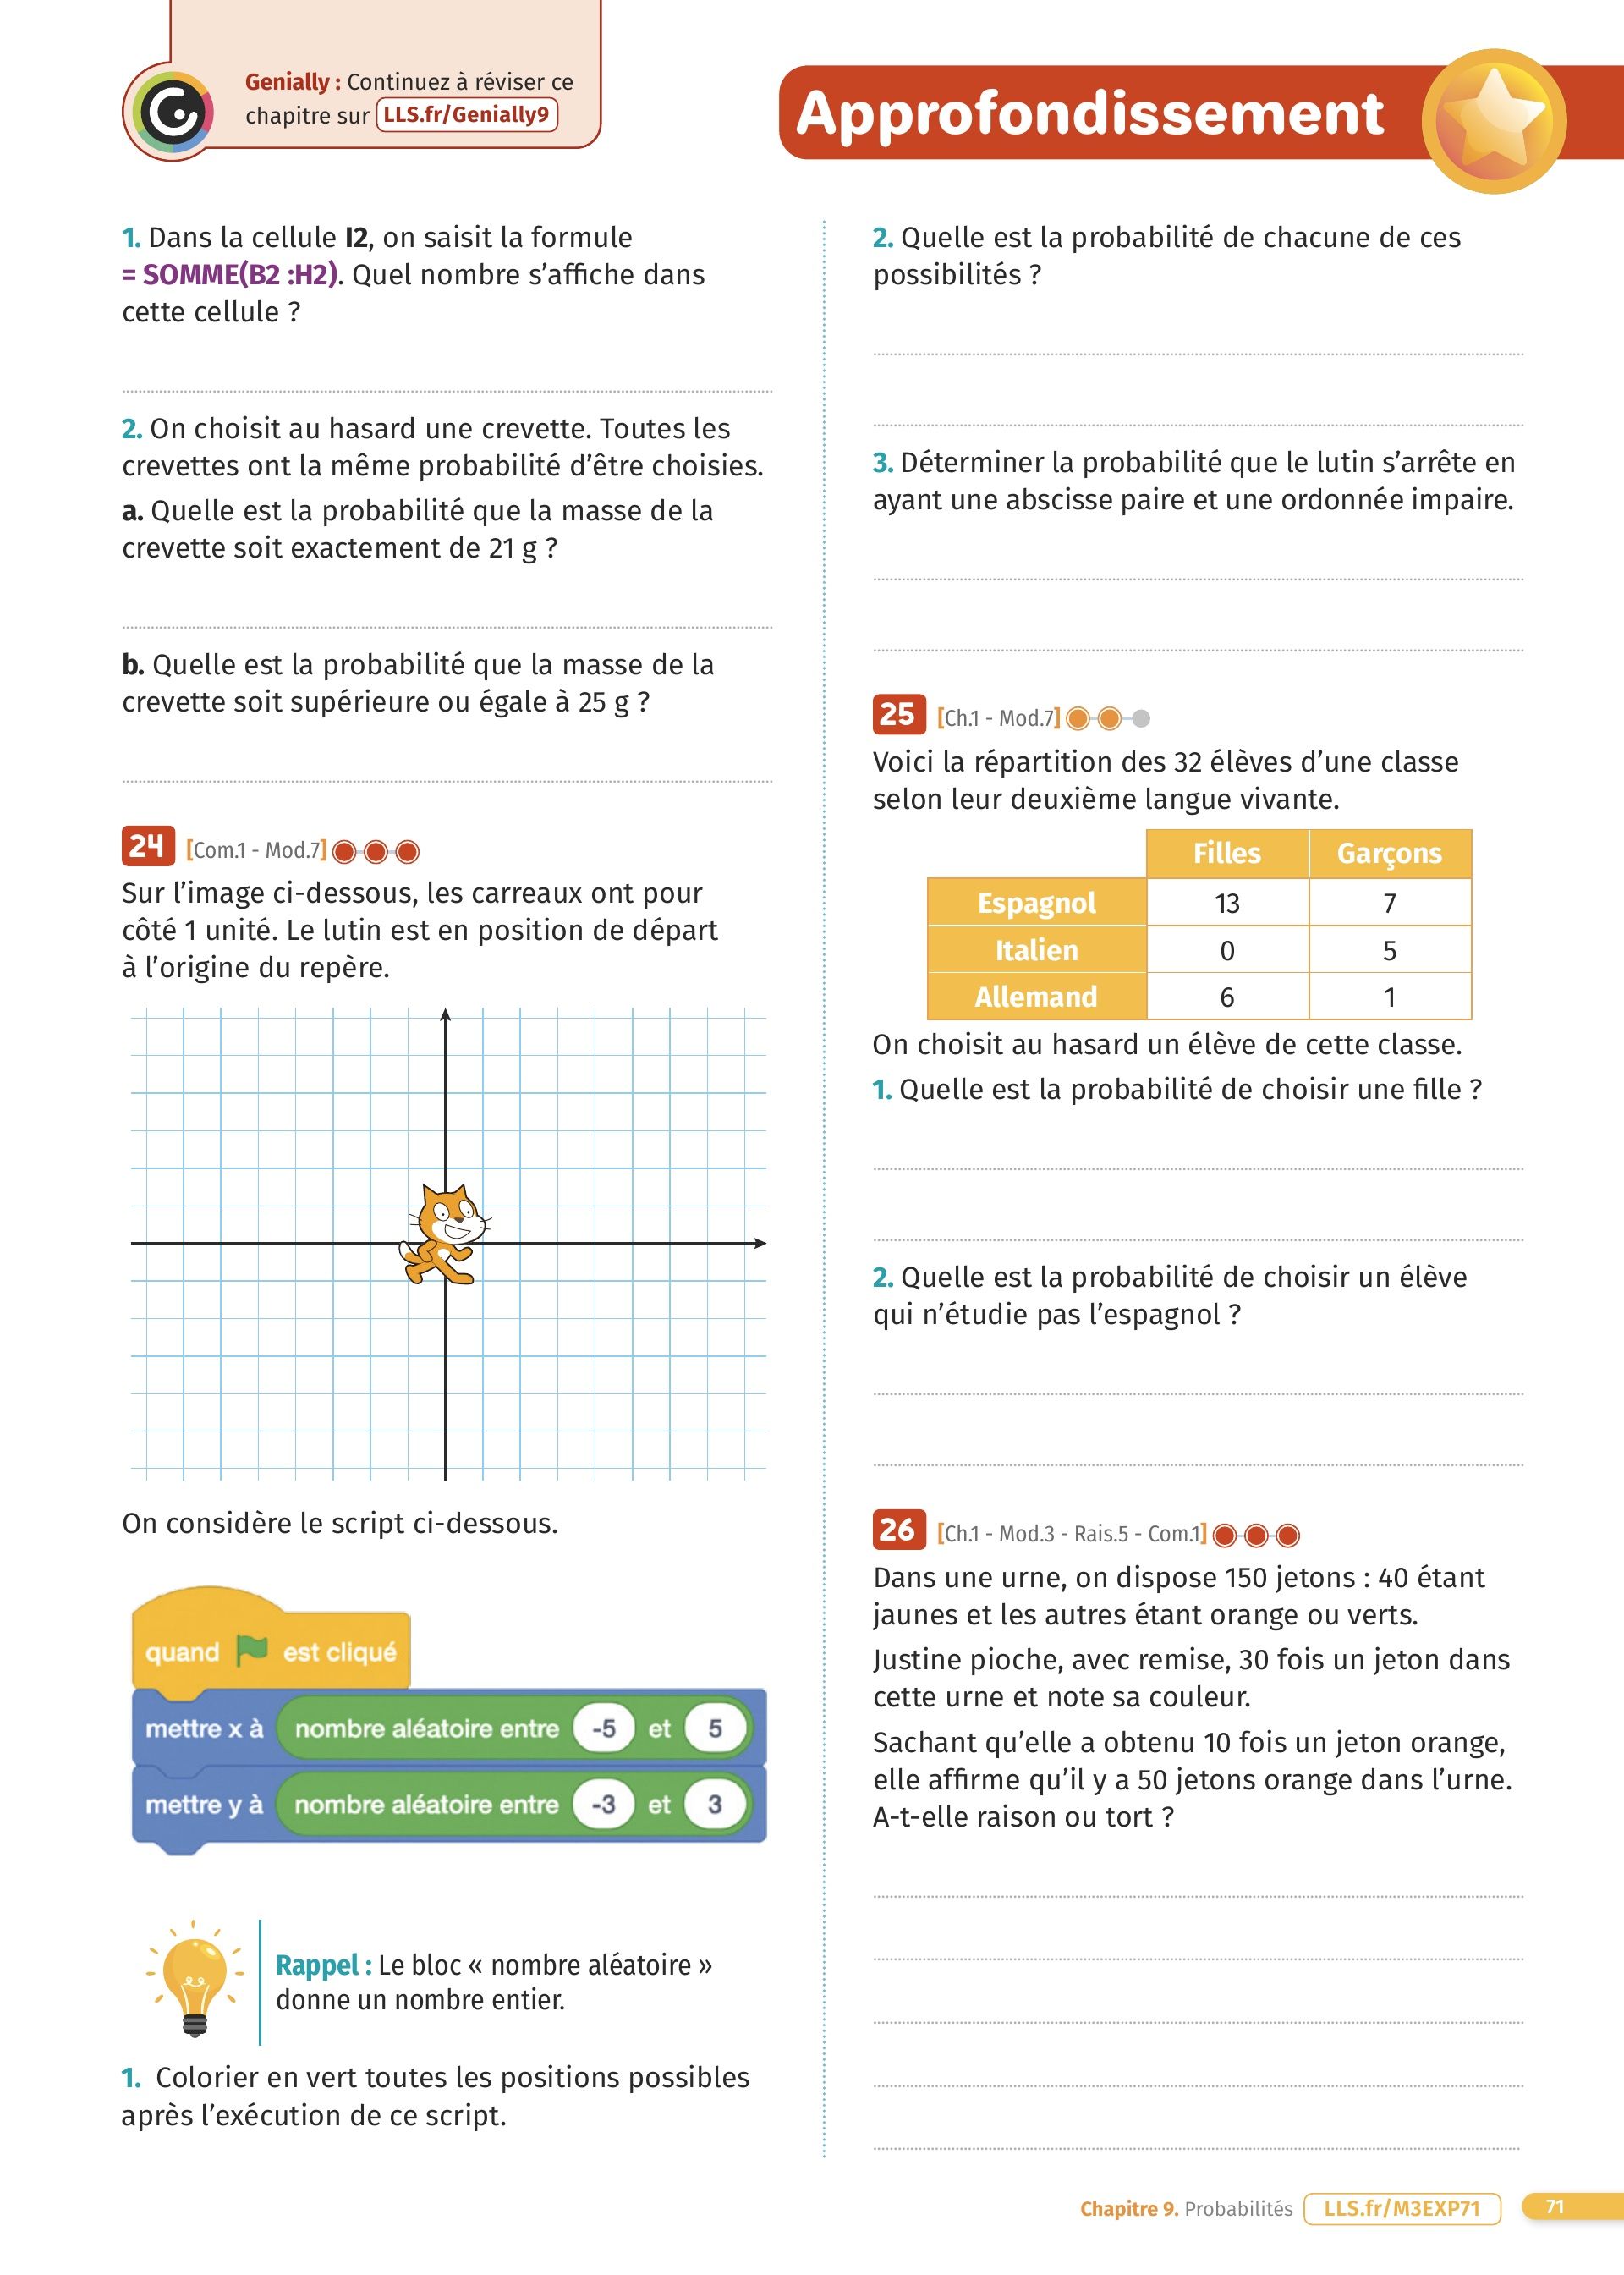 Genially : Continuez à réviser ce
chapitre sur LLS.fr/Genially9
Approfondissement
1. Dans la cellule I2, on saisit la formule
= SOMME(B2 :H2). Quel nombre s'affiche dans
cette cellule ?
2. On choisit au hasard une crevette. Toutes les
crevettes ont la même probabilité d'être choisies.
a. Quelle est la probabilité que la masse de la
crevette soit exactement de 21 g ?
b. Quelle est la probabilité que la masse de la
crevette soit supérieure ou égale à 25 g ?
24 [Com.1 - Mod.7]
Sur l'image ci-dessous, les carreaux ont pour
côté 1 unité. Le lutin est en position de départ
à l'origine du repère.
On considère le script ci-dessous.
quand est cliqué
mettre x à nombre aléatoire entre -5 et 5
mettre y à nombre aléatoire entre -3 et 3
Rappel : Le bloc « nombre aléatoire »
donne un nombre entier.
1. Colorier en vert toutes les positions possibles
après l'exécution de ce script.
2. Quelle est la probabilité de chacune de ces
possibilités ?
3. Déterminer la probabilité que le lutin s'arrête en
ayant une abscisse paire et une ordonnée impaire.
25 [Ch.1 - Mod.7]
Voici la répartition des 32 élèves d'une classe
selon leur deuxième langue vivante.
Filles Garçons
Espagnol 13 7
Italien 0 5
Allemand 6 1
On choisit au hasard un élève de cette classe.
1. Quelle est la probabilité de choisir une fille ?
2. Quelle est la probabilité de choisir un élève
qui n'étudie pas l'espagnol ?
26 [Ch.1 - Mod.3 - Rais.5 - Com.1]
Dans une urne, on dispose 150 jetons : 40 étant
jaunes et les autres étant orange ou verts.
Justine pioche, avec remise, 30 fois un jeton dans
cette urne et note sa couleur.
Sachant qu'elle a obtenu 10 fois un jeton orange,
elle affirme qu'il y a 50 jetons orange dans l'urne.
A-t-elle raison ou tort ?
Chapitre 9. Probabilités LLS.fr/M3EXP71 71